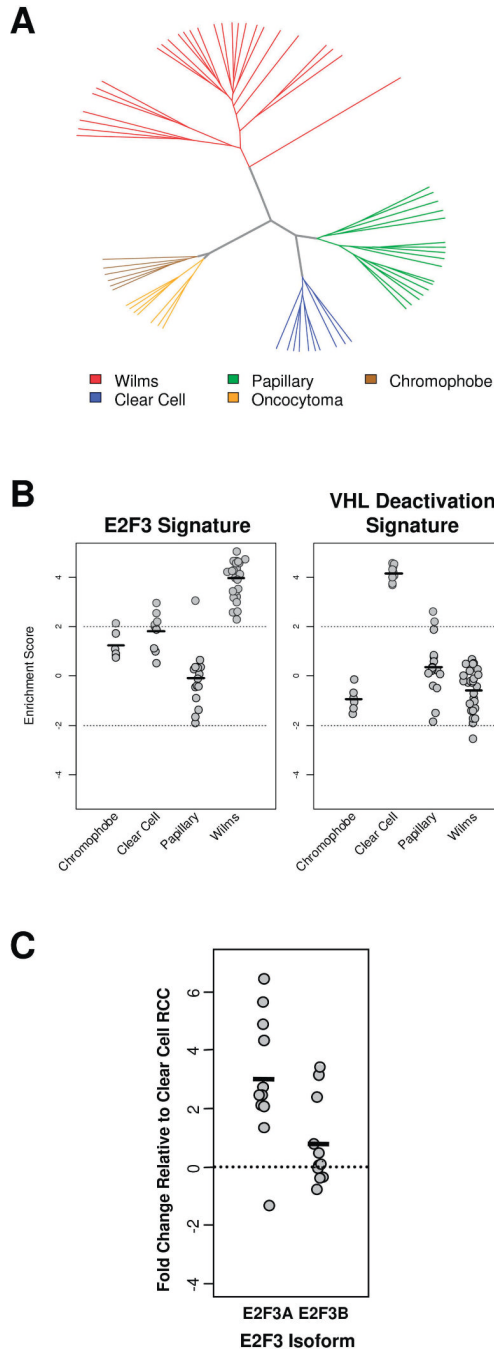 A
Wilms
Papillary
Chromophobe
Clear Cell
Oncocytoma
B
E2F3 Signature
VHL Deactivation
Signature
Enrichment Score
4
2
0
-2
-4
4
2
0
-2
-4
Chromophobe
Clear Cell
Papillary
Wilms
Chromophobe
Clear Cell
Papillary
Wilms
C
Fold Change Relative to Clear Cell RCC
6
4
2
0
-2
-4
E2F3A E2F3B
E2F3 Isoform